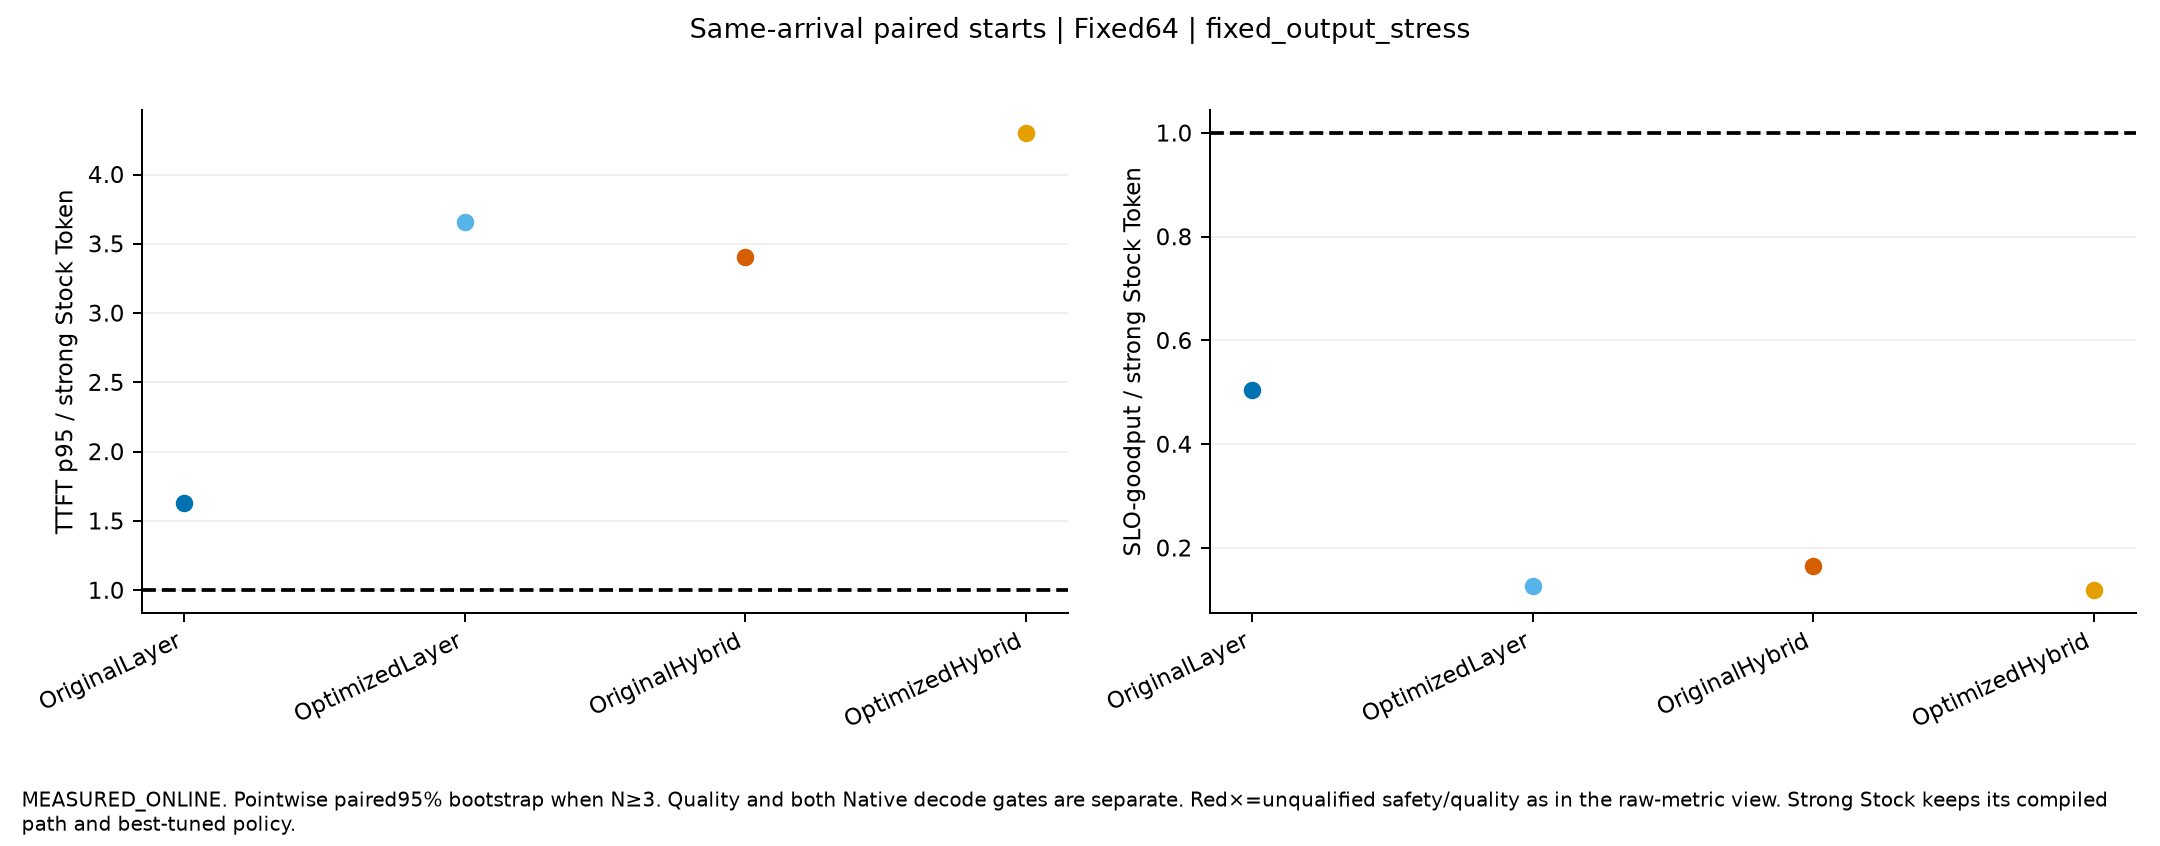 Same-arrival paired starts | Fixed64 | fixed_output_stress
TTFT p95 / strong Stock Token
4.0
3.5
3.0
2.5
2.0
1.5
1.0
OriginalLayer
OptimizedLayer
OriginalHybrid
OptimizedHybrid
SLO-goodput / strong Stock Token
1.0
0.8
0.6
0.4
0.2
OriginalLayer
OptimizedLayer
OriginalHybrid
OptimizedHybrid
MEASURED_ONLINE. Pointwise paired95% bootstrap when N≥3. Quality and both Native decode gates are separate. Red×=unqualified safety/quality as in the raw-metric view. Strong Stock keeps its compiled
path and best-tuned policy.